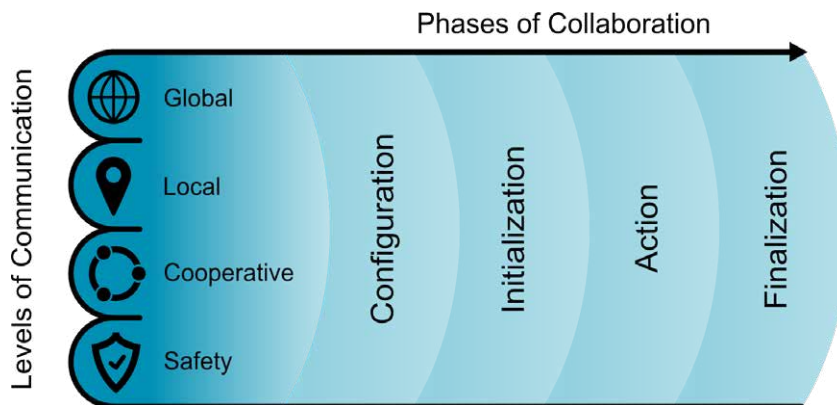 Phases of Collaboration
Levels of Communication
Global
Local
Cooperative
Safety
Configuration
Initialization
Action
Finalization